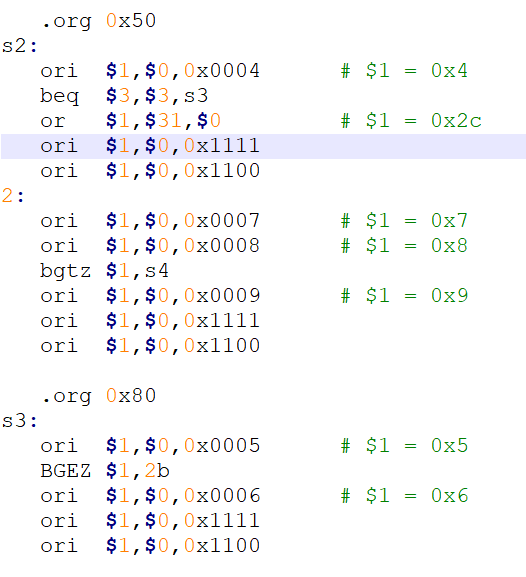 .org 0x50
s2:
ori $1,$0,0x0004 # $1 = 0x4
beq $3,$3,s3
or $1,$31,$0 # $1 = 0x2c
ori $1,$0,0x1111
ori $1,$0,0x1100
2:
ori $1,$0,0x0007 # $1 = 0x7
ori $1,$0,0x0008 # $1 = 0x8
bgtz $1,s4
ori $1,$0,0x0009 # $1 = 0x9
ori $1,$0,0x1111
ori $1,$0,0x1100
.org 0x80
s3:
ori $1,$0,0x0005 # $1 = 0x5
BGEZ $1,2b
ori $1,$0,0x0006 # $1 = 0x6
ori $1,$0,0x1111
ori $1,$0,0x1100